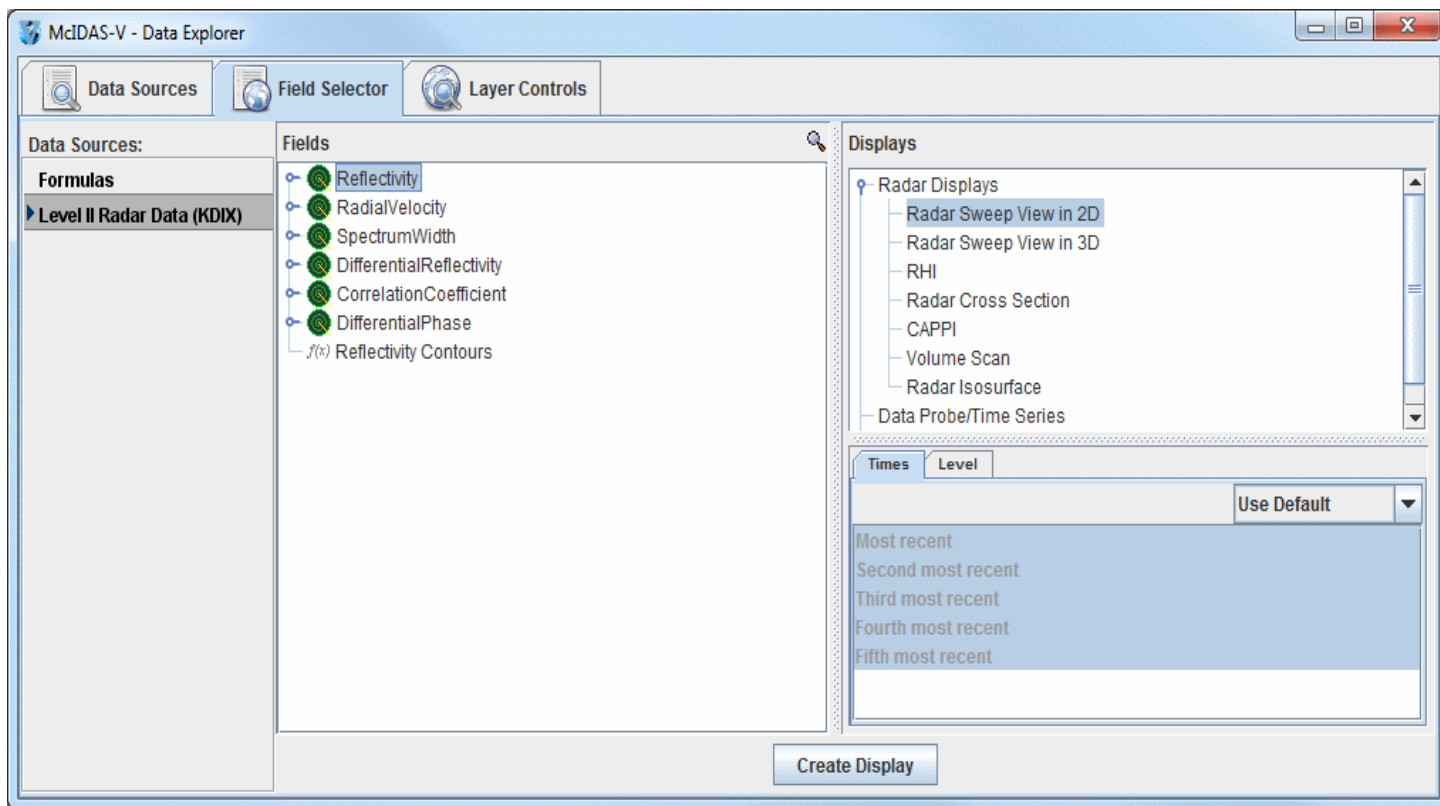 McIDAS-V - Data Explorer
Data Sources
Field Selector
Layer Controls
Data Sources:
Formulas
Level II Radar Data (KDIX)
Fields
Reflectivity
RadialVelocity
SpectrumWidth
DifferentialReflectivity
CorrelationCoefficient
DifferentialPhase
f(x) Reflectivity Contours
Displays
Radar Displays
Radar Sweep View in 2D
Radar Sweep View in 3D
RHI
Radar Cross Section
CAPPI
Volume Scan
Radar Isosurface
Data Probe/Time Series
Times
Level
Use Default
Most recent
Second most recent
Third most recent
Fourth most recent
Fifth most recent
Create Display